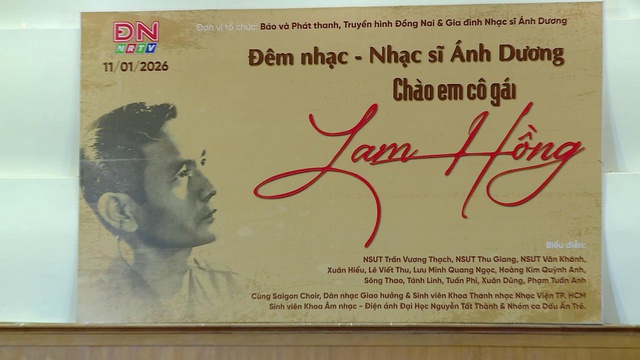 ĐN
NRTV
11/01/2026
Đơn vị tổ chức: Báo và Phát thanh, Truyền hình Đồng Nai & Gia đình Nhạc sĩ Ánh Dương
Đêm nhạc - Nhạc sĩ Ánh Dương
Chào em cô gái
Lam Hồng
Biểu diễn:
NSƯT Trần Vương Thạch, NSƯT Thu Giang, NSƯT Vân Khánh,
Xuân Hiếu, Lê Viết Thu, Lưu Minh Quang Ngọc, Hoàng Kim Quỳnh Anh,
Sông Thao, Tánh Linh, Tuấn Phi, Xuân Dũng, Phạm Tuấn Anh
Cùng Saigon Choir, Dàn nhạc Giao hưởng & Sinh viên Khoa Thanh nhạc Nhạc Viện TP. HCM
Sinh viên Khoa Âm nhạc - Điện ảnh Đại Học Nguyễn Tất Thành & Nhóm ca Dấu Ấn Trẻ.